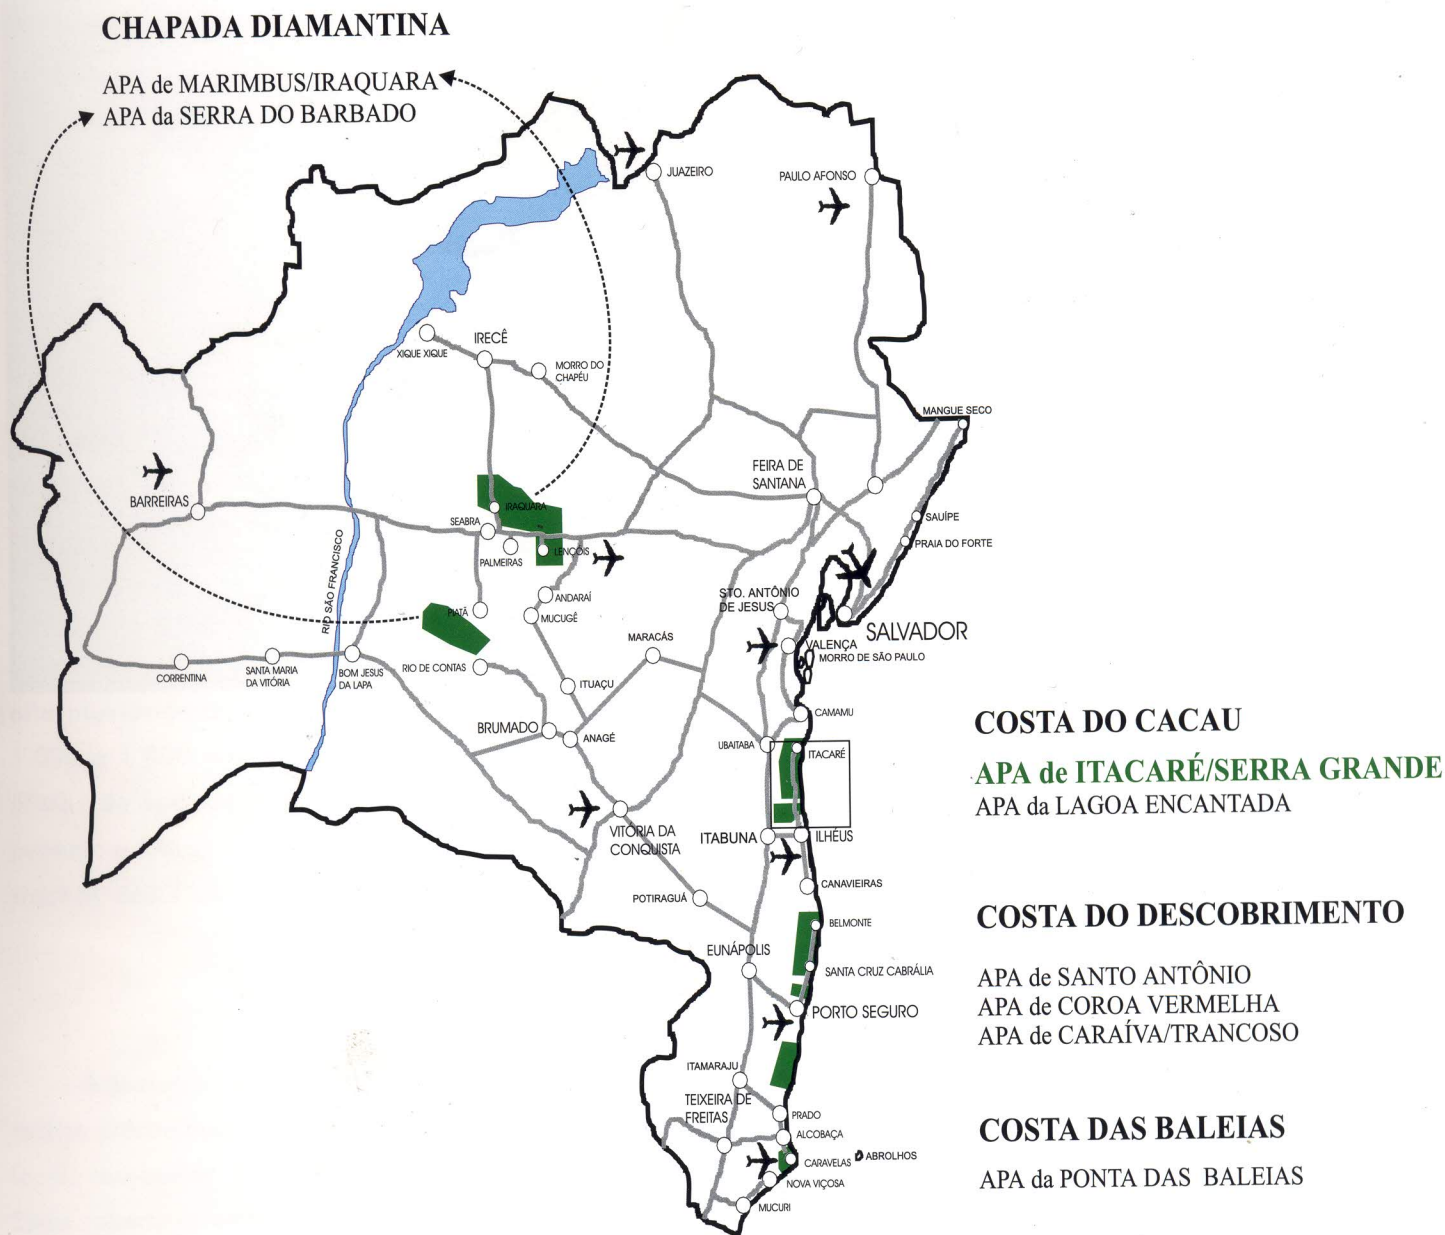 CHAPADA DIAMANTINA
APA de MARIMBUS/IRAQUARA
APA da SERRA DO BARBADO
JUAZEIRO
PAULO AFONSO
XIQUE XIQUE
IRECÊ
MORRO DO
CHAPÉU
MANGUE SECO
BARREIRAS
FEIRA DE
SANTANA
IRAQUARA
SEABRA
SAUÍPE
PRAIA DO FORTE
PALMEIRAS
LENÇÓIS
RIO SÃO FRANCISCO
ANDARAÍ
PIATÃ
MUCUGÊ
STO. ANTÔNIO
DE JESUS
SALVADOR
MARACÁS
VALENÇA
MORRO DE SÃO PAULO
CORRENTINA
SANTA MARIA
DA VITÓRIA
BOM JESUS
DA LAPA
RIO DE CONTAS
ITUAÇU
CAMAMU
BRUMADO
ANAGÉ
UBAITABA
ITACARÉ
COSTA DO CACAU
APA de ITACARÉ/SERRA GRANDE
APA da LAGOA ENCANTADA
VITÓRIA DA
CONQUISTA
ITABUNA
ILHÉUS
CANAVIEIRAS
POTIRAGUÁ
BELMONTE
COSTA DO DESCOBRIMENTO
EUNÁPOLIS
SANTA CRUZ CABRÁLIA
APA de SANTO ANTÔNIO
APA de COROA VERMELHA
APA de CARAÍVA/TRANCOSO
PORTO SEGURO
ITAMARAJU
TEIXEIRA DE
FREITAS
PRADO
ALCOBAÇA
COSTA DAS BALEIAS
CARAVELAS
ABROLHOS
APA da PONTA DAS BALEIAS
NOVA VIÇOSA
MUCURI